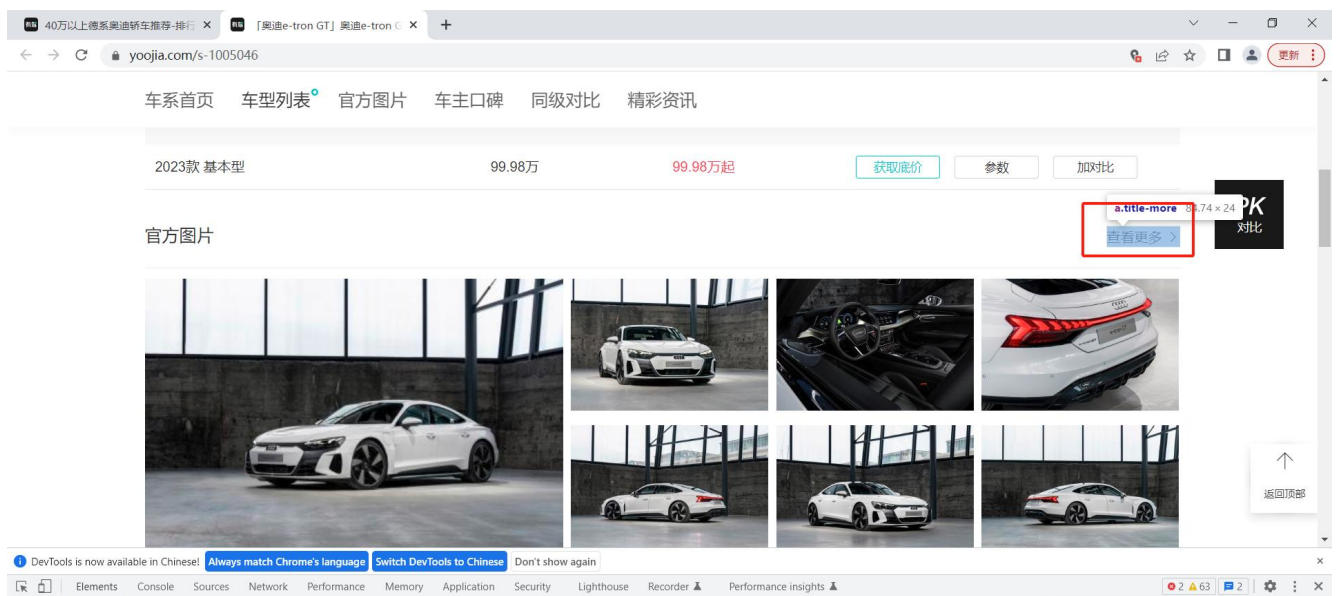 40万以上德系奥迪轿车推荐-排行
「奥迪e-tron GT」奥迪e-tron G
yoojia.com/s-1005046
更新
车系首页 车型列表 官方图片 车主口碑 同级对比 精彩资讯
2023款 基本型 99.98万 99.98万起 获取底价 参数 加对比
a.title-more 84.74 × 24
PK
对比
官方图片
查看更多
返回顶部
DevTools is now available in Chinese! Always match Chrome's language Switch DevTools to Chinese Don't show again
Elements Console Sources Network Performance Memory Application Security Lighthouse Recorder Performance insights 2 63 2